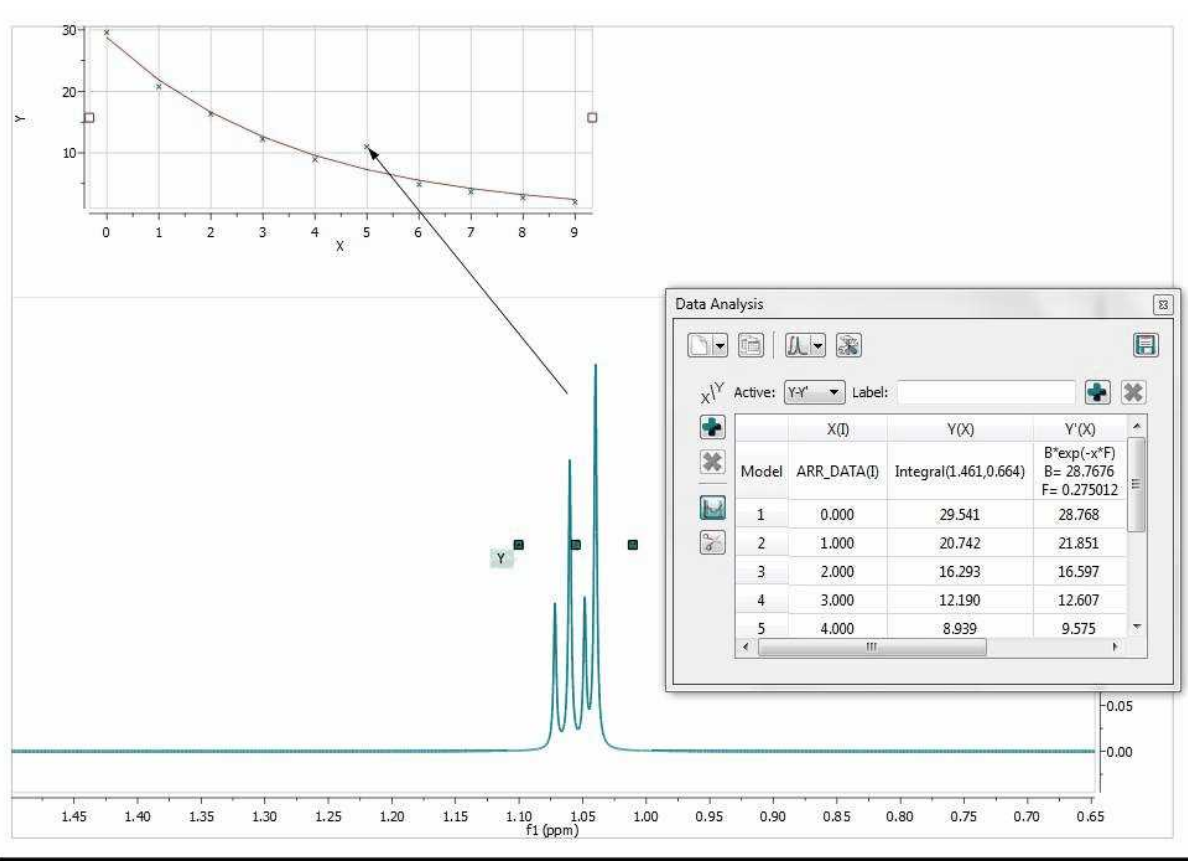 30
20
10
Y
0 1 2 3 4 5 6 7 8 9
X
Data Analysis
X\Y Active: Y-Y' Label:
X(I) Y(X) Y'(X)
Model ARR_DATA(I) Integral(1.461,0.664) B*exp(-x*F)
B= 28.7676
F= 0.275012
1 0.000 29.541 28.768
2 1.000 20.742 21.851
3 2.000 16.293 16.597
4 3.000 12.190 12.607
5 4.000 8.939 9.575
Y
0.05
0.00
1.45 1.40 1.35 1.30 1.25 1.20 1.15 1.10 1.05 1.00 0.95 0.90 0.85 0.80 0.75 0.70 0.65
f1 (ppm)